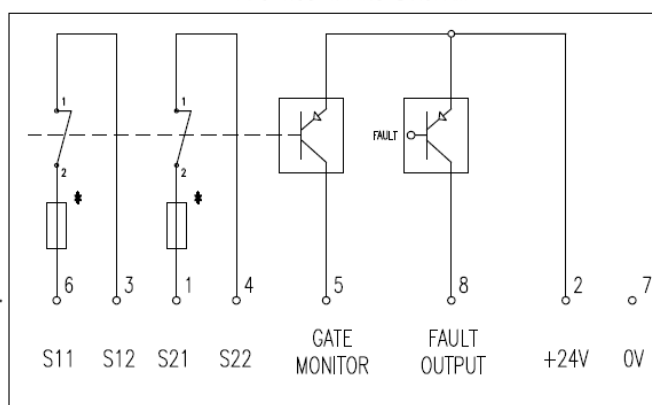 1 1
FAULT
2 2
* *
6 3 1 4 5 8 2 7
S11 S12 S21 S22 GATE MONITOR FAULT OUTPUT +24V 0V